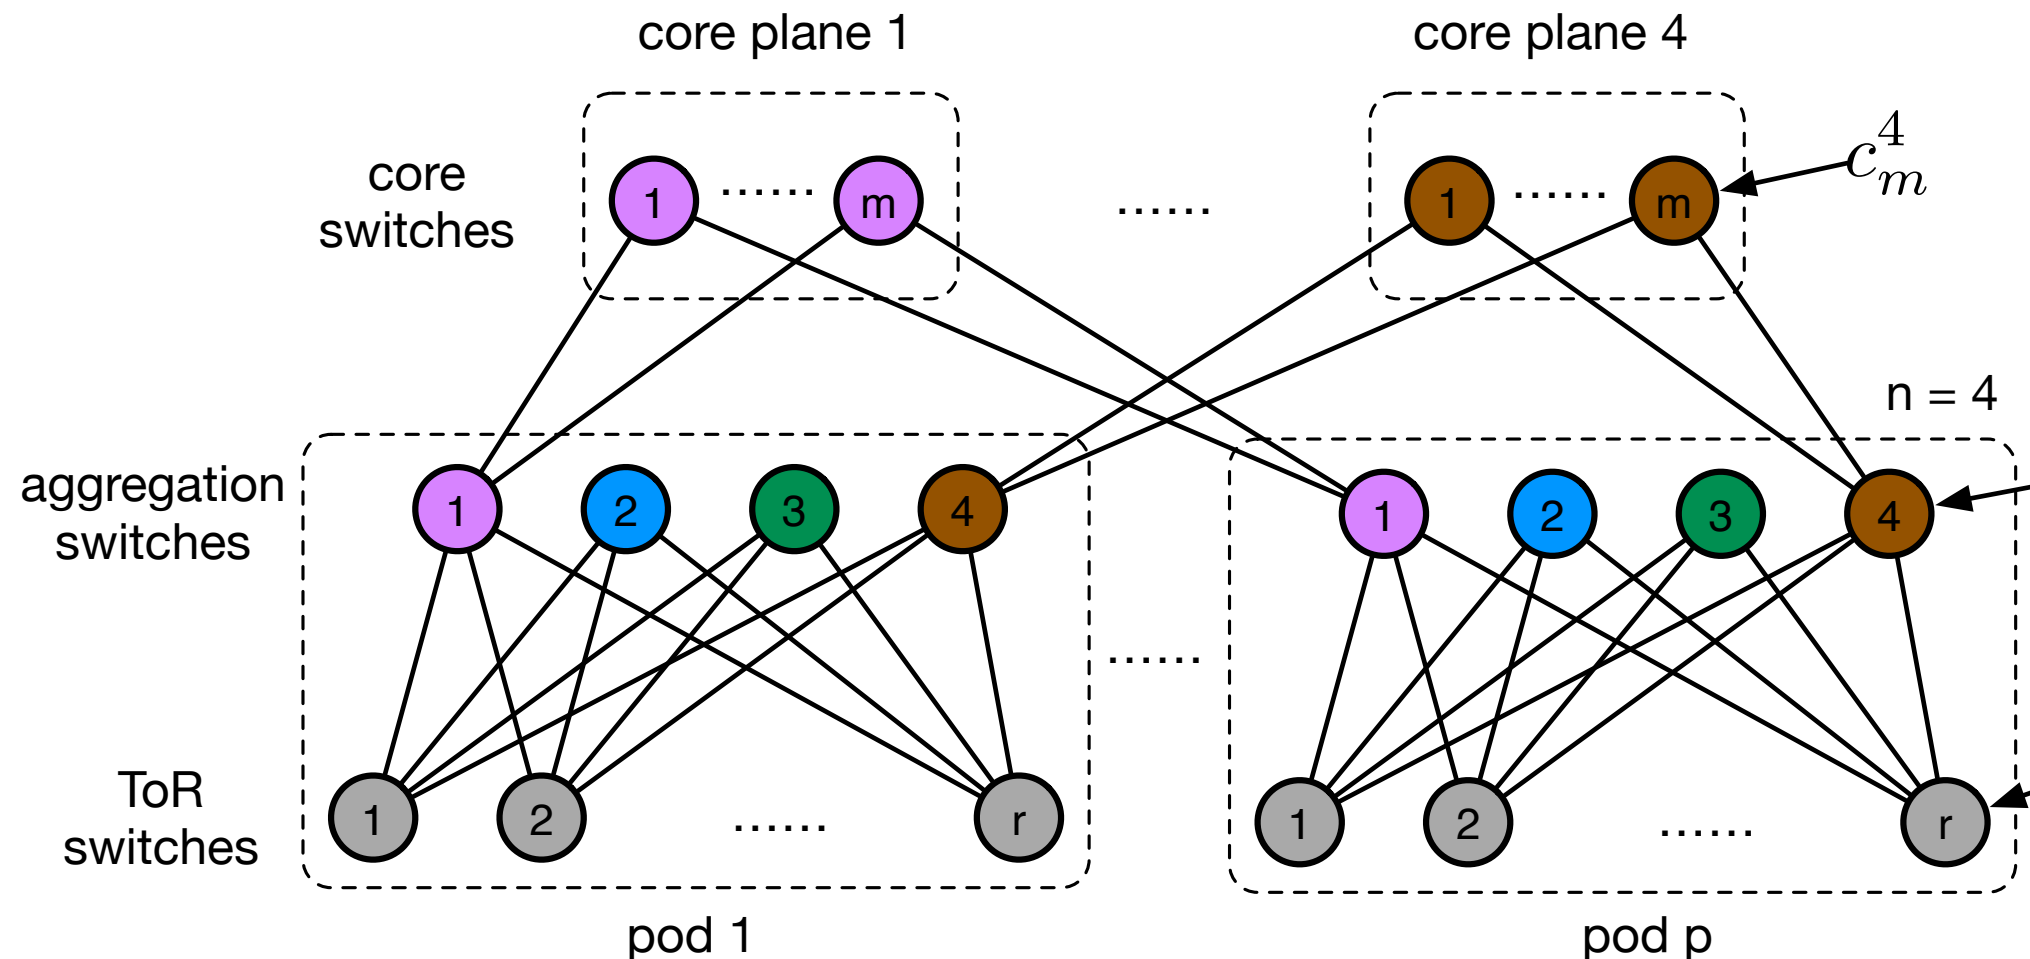 core plane 1
core plane 4
core
switches
1 ...... m
......
1 ...... m
c_m^4
n = 4
aggregation
switches
1 2 3 4
1 2 3 4
......
ToR
switches
1 2 ...... r
1 2 ...... r
pod 1
pod p